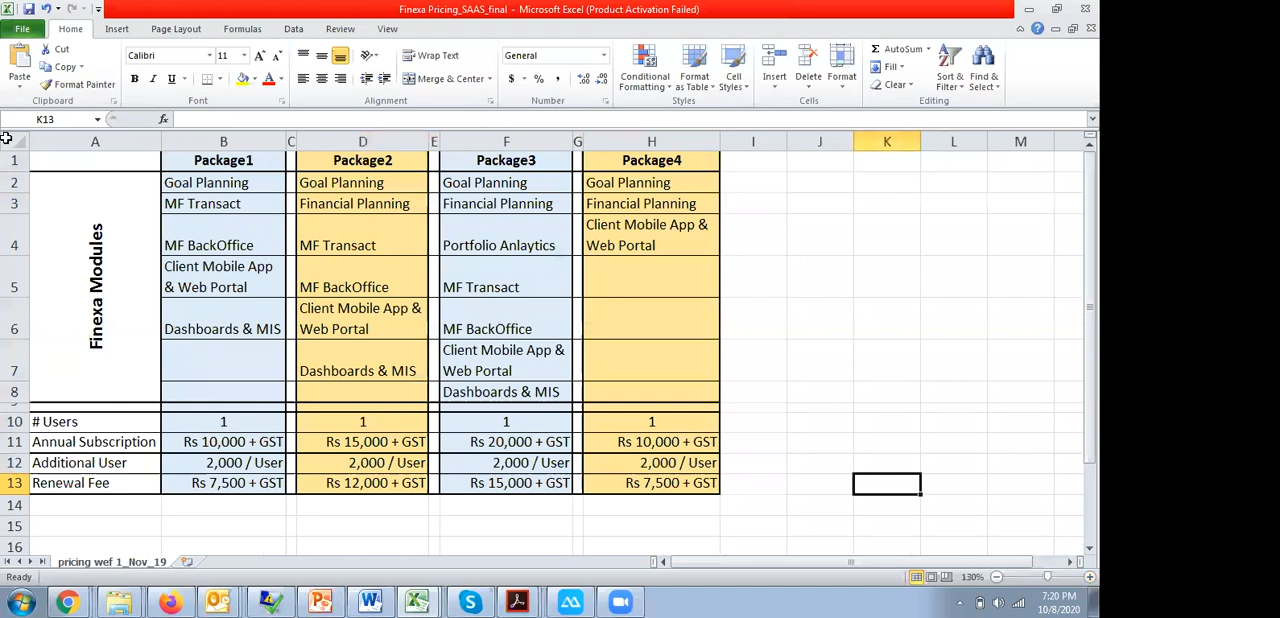 Finexa Pricing_SAAS_final - Microsoft Excel (Product Activation Failed)
File Home Insert Page Layout Formulas Data Review View
Paste Cut Copy Format Painter Clipboard
Calibri 11 A A B I U A Font
Wrap Text Merge & Center Alignment
General $ % , Number
Conditional Formatting Format as Table Cell Styles Styles
Insert Delete Format Cells
AutoSum Fill Clear Sort & Filter Find & Select Editing
K13 fx
A B C D E F G H I J K L M
1 Package1 Package2 Package3 Package4
Finexa Modules
2 Goal Planning Goal Planning Goal Planning Goal Planning
3 MF Transact Financial Planning Financial Planning Financial Planning
4 MF BackOffice MF Transact Portfolio Anlaytics Client Mobile App & Web Portal
5 Client Mobile App & Web Portal MF BackOffice MF Transact
6 Dashboards & MIS Client Mobile App & Web Portal MF BackOffice
7 Dashboards & MIS Client Mobile App & Web Portal
8 Dashboards & MIS
10 # Users 1 1 1 1
11 Annual Subscription Rs 10,000 + GST Rs 15,000 + GST Rs 20,000 + GST Rs 10,000 + GST
12 Additional User 2,000 / User 2,000 / User 2,000 / User 2,000 / User
13 Renewal Fee Rs 7,500 + GST Rs 12,000 + GST Rs 15,000 + GST Rs 7,500 + GST
14
15
16
pricing wef 1_Nov_19
Ready 130%
7:20 PM
10/8/2020